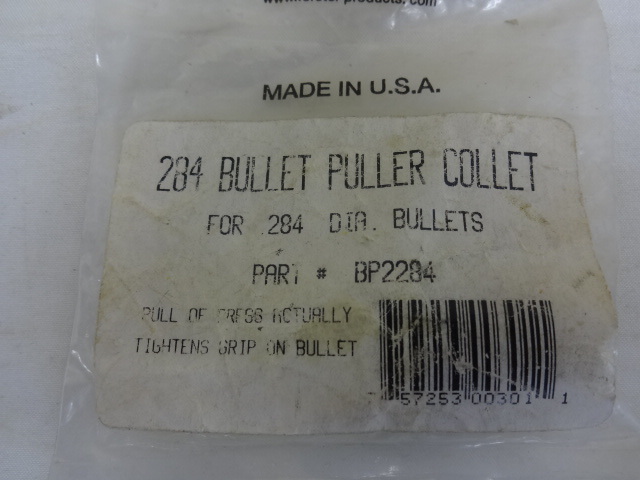 MADE IN U.S.A.
284 BULLET PULLER COLLET
FOR .284 DIA. BULLETS
PART # BP2284
PULL OF PRESS ACTUALLY
TIGHTENS GRIP ON BULLET
7 57253 00301 1